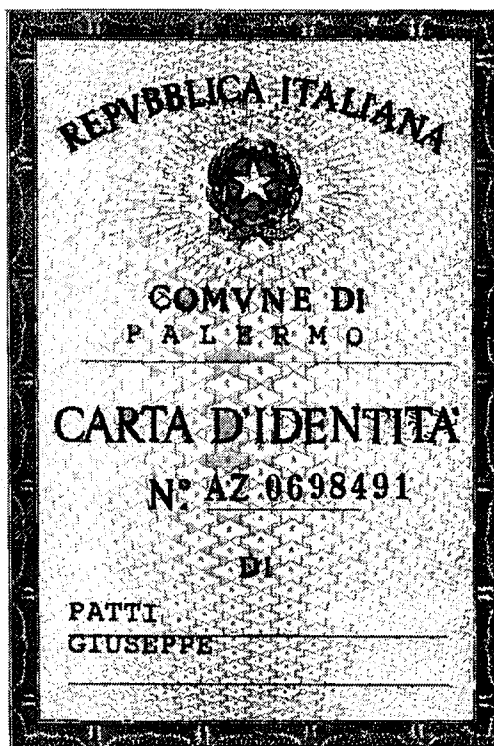 REPVBBLICA ITALIANA
COMVNE DI
PALERMO
CARTA D'IDENTITA'
N° AZ 0698491
DI
PATTI
GIUSEPPE